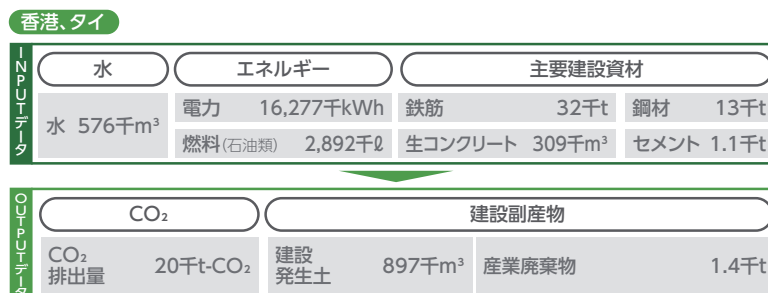 香港、タイ
INPUTデータ
水 エネルギー 主要建設資材
水 576千m³
電力 16,277千kWh 鉄筋 32千t 鋼材 13千t
燃料(石油類) 2,892千ℓ 生コンクリート 309千m³ セメント 1.1千t
OUTPUTデータ
CO₂ 建設副産物
CO₂
排出量 20千t-CO₂
建設
発生土 897千m³ 産業廃棄物 1.4千t